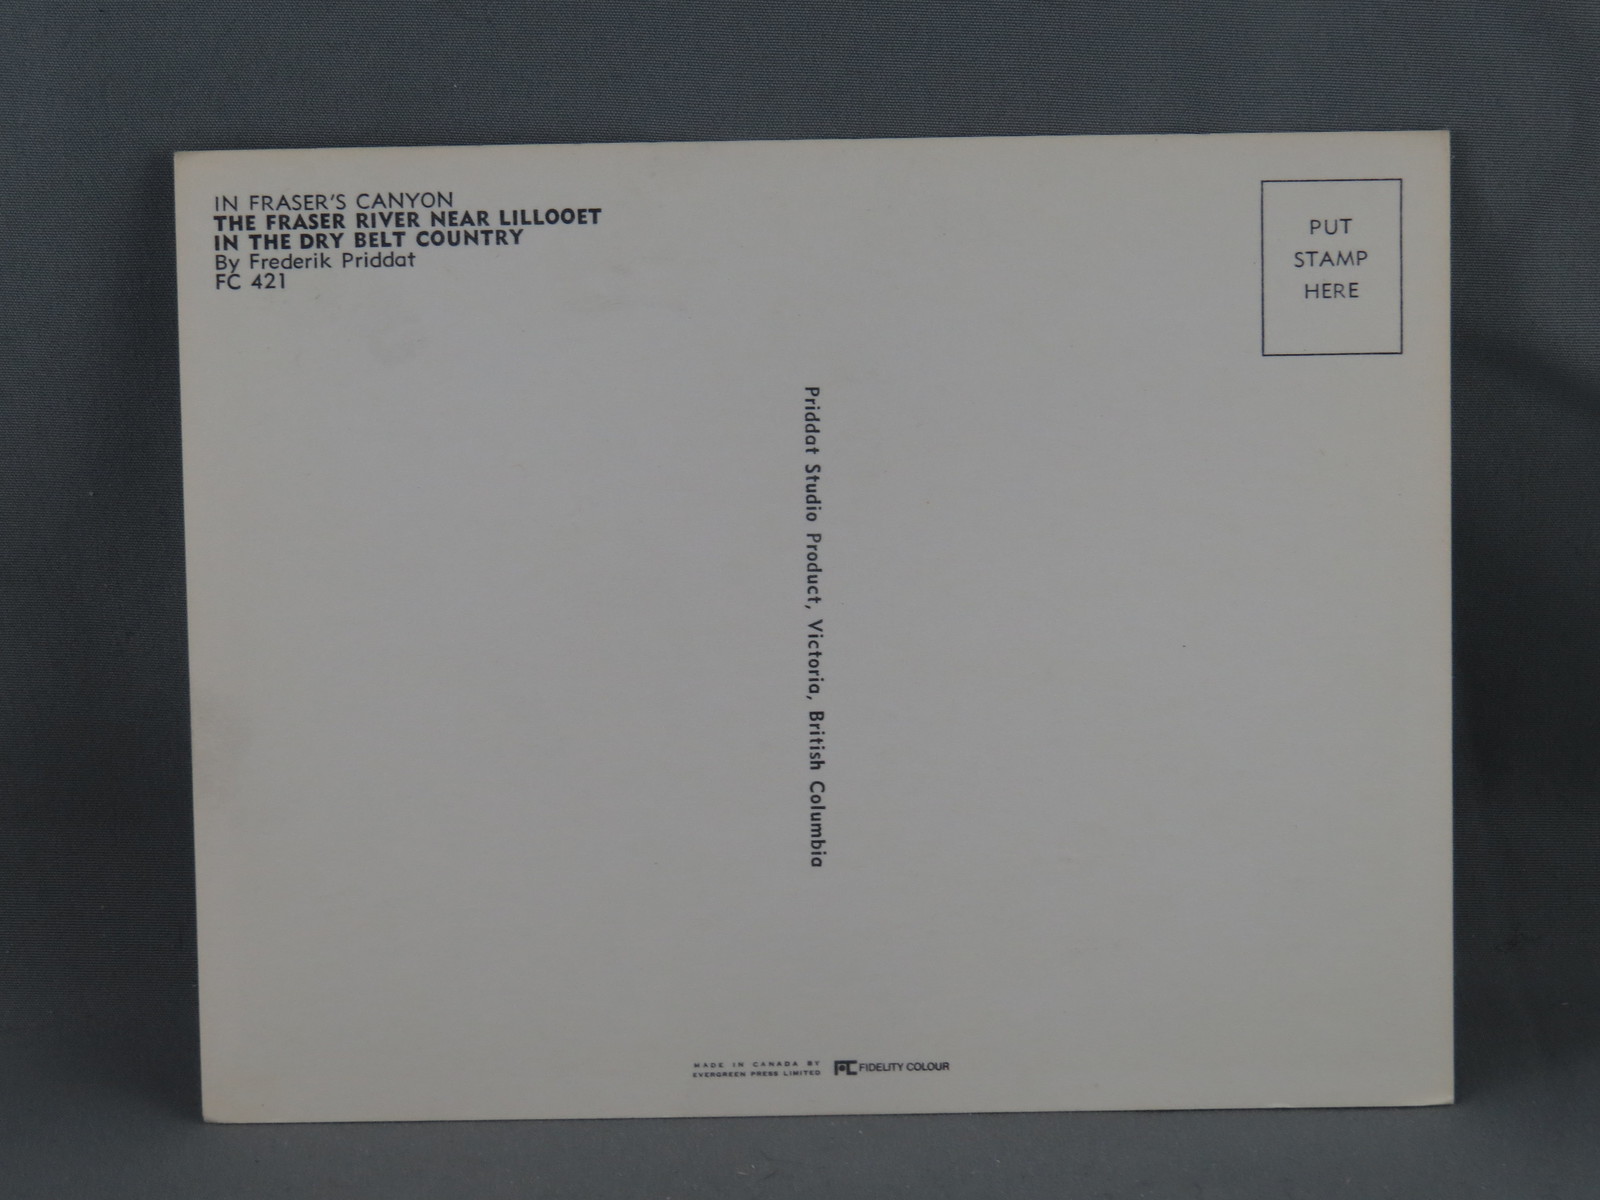 IN FRASER'S CANYON
THE FRASER RIVER NEAR LILLOOET
IN THE DRY BELT COUNTRY
By Frederik Priddat
FC 421
PUT
STAMP
HERE
Priddat Studio Product, Victoria, British Columbia
MADE IN CANADA BY
EVERGREEN PRESS LIMITED
FC FIDELITY COLOUR